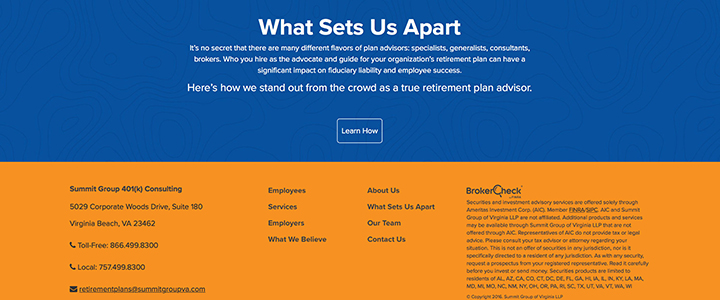 What Sets Us Apart
It's no secret that there are many different flavors of plan advisors: specialists, generalists, consultants,
brokers. Who you hire as the advocate and guide for your organization's retirement plan can have a
significant impact on fiduciary liability and employee success.
Here's how we stand out from the crowd as a true retirement plan advisor.
Learn How
Summit Group 401(k) Consulting
5029 Corporate Woods Drive, Suite 180
Virginia Beach, VA 23462
Toll-Free: 866.499.8300
Local: 757.499.8300
retirementplans@summitgroupva.com
Employees
Services
Employers
What We Believe
About Us
What Sets Us Apart
Our Team
Contact Us
BrokerCheck
Securities and investment advisory services are offered solely through
Ameritas Investment Corp. (AIC). Member FINRA/SIPC. AIC and Summit
Group of Virginia LLP are not affiliated. Additional products and services
may be available through Summit Group of Virginia LLP that are not
offered through AIC. Representatives of AIC do not provide tax or legal
advice. Please consult your tax advisor or attorney regarding your
situation. This is not an offer of securities in any jurisdiction, nor is it
specifically directed to a resident of any jurisdiction. As with any security,
request a prospectus from your registered representative. Read it carefully
before you invest or send money. Securities products are limited to
residents of AL, AZ, CA, CO, CT, DC, DE, FL, GA, HI, IA, IL, IN, KY, LA, MA,
MD, MI, MO, NC, NM, NY, OH, OR, PA, RI, SC, TX, UT, VA, VT, WA, WI
© Copyright 2016. Summit Group of Virginia LLP.